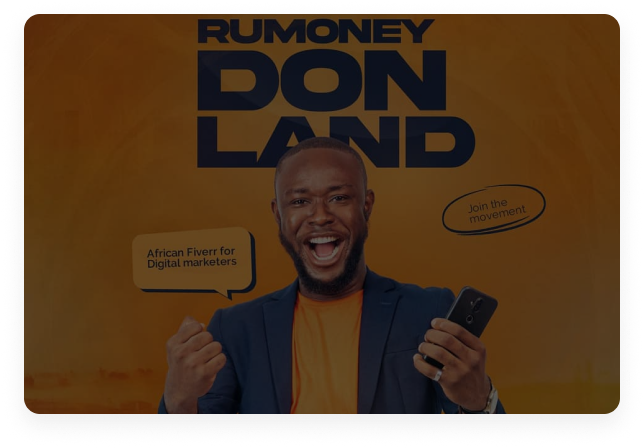 RUMONEY
DON
LAND
Join the
movement
African Fiverr for
Digital marketers